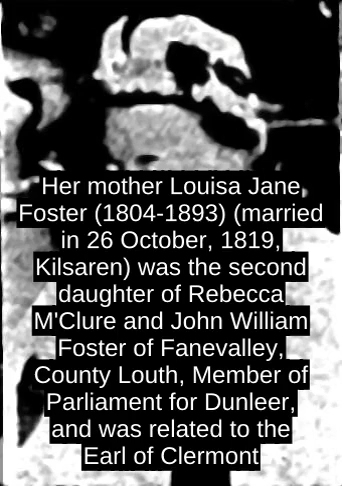 Her mother Louisa Jane
Foster (1804-1893) (married
in 26 October, 1819,
Kilsaren) was the second
daughter of Rebecca
M'Clure and John William
Foster of Fanevalley,
County Louth, Member of
Parliament for Dunleer,
and was related to the
Earl of Clermont